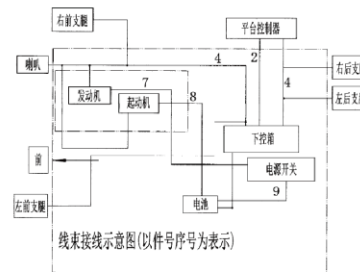 右前支腿
平台控制器
喇叭
4
2
右后支
7
4
发动机
起动机
8
左后支
下控箱
前
电源开关
左前支腿
电池
9
线束接线示意图(以件号序号为表示)